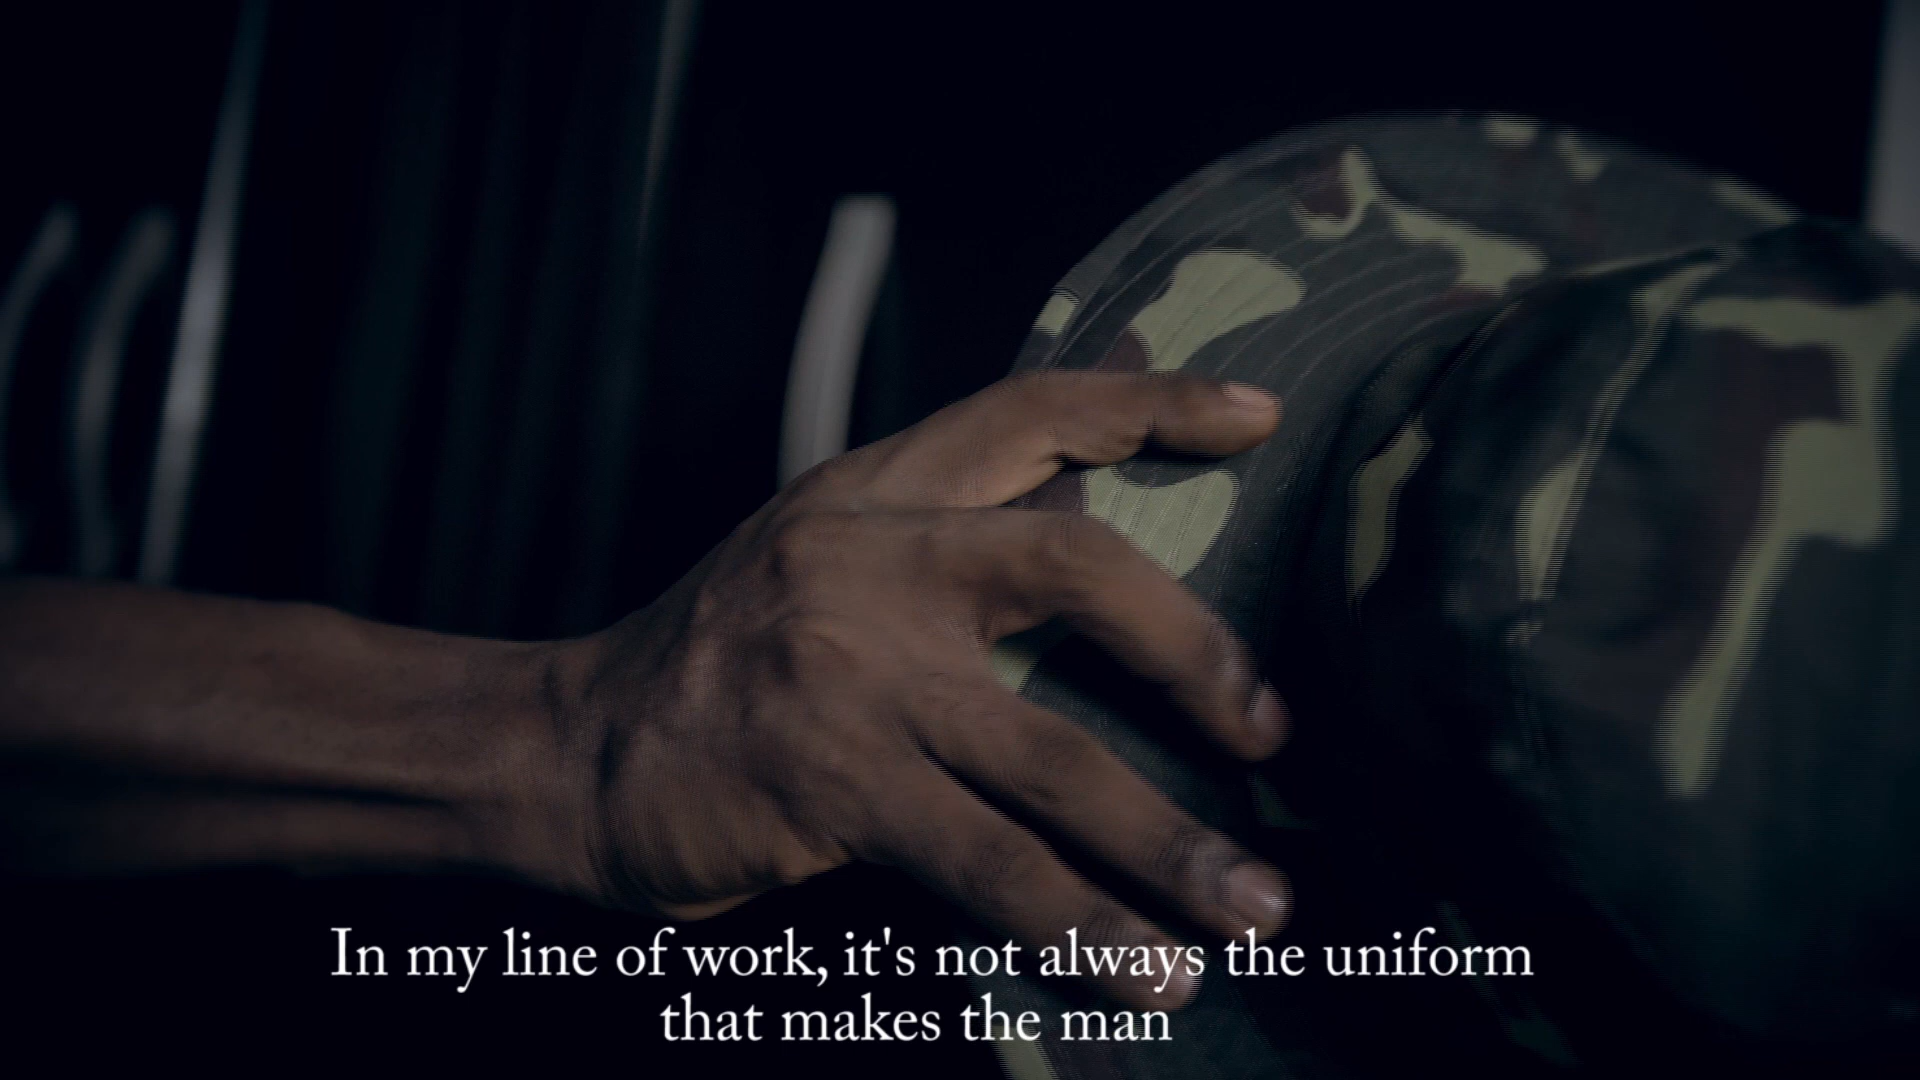 In my line of work, it's not always the uniform
that makes the man